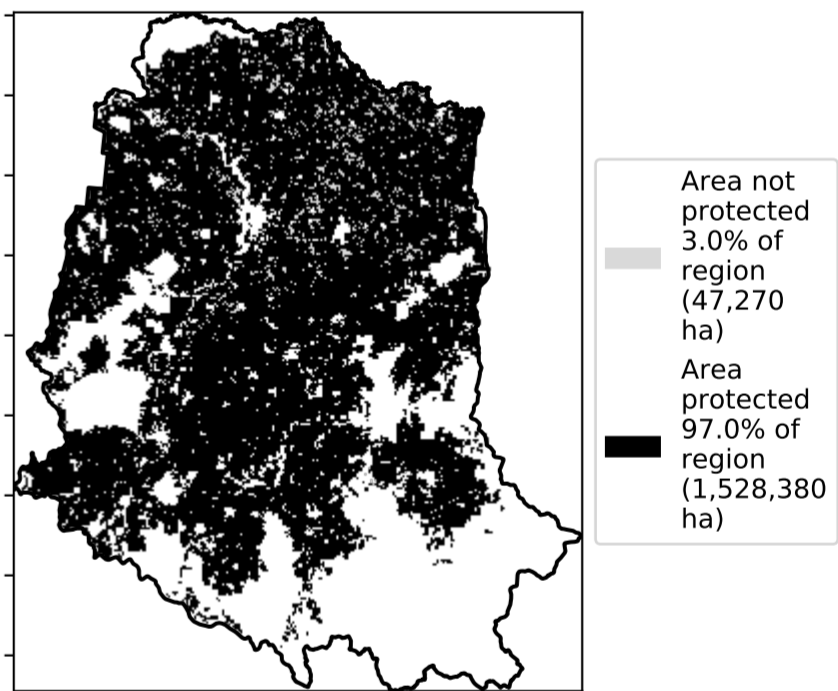 Area not
protected
3.0% of
region
(47,270
ha)
Area
protected
97.0% of
region
(1,528,380
ha)